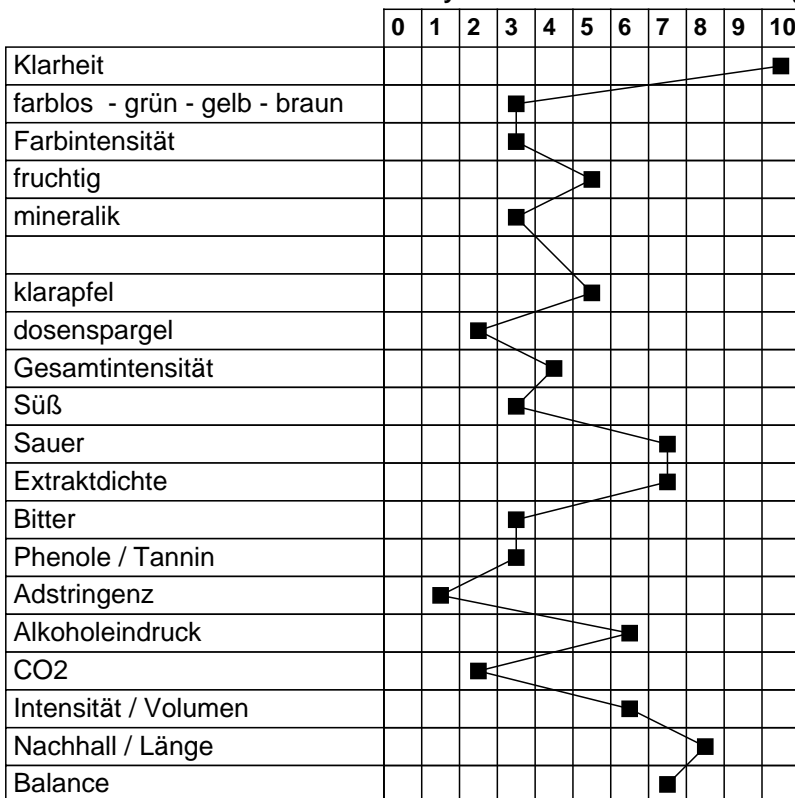 0 1 2 3 4 5 6 7 8 9 10
Klarheit
farblos - grün - gelb - braun
Farbintensität
fruchtig
mineralik
klarapfel
dosenspargel
Gesamtintensität
Süß
Sauer
Extraktdichte
Bitter
Phenole / Tannin
Adstringenz
Alkoholeindruck
CO2
Intensität / Volumen
Nachhall / Länge
Balance